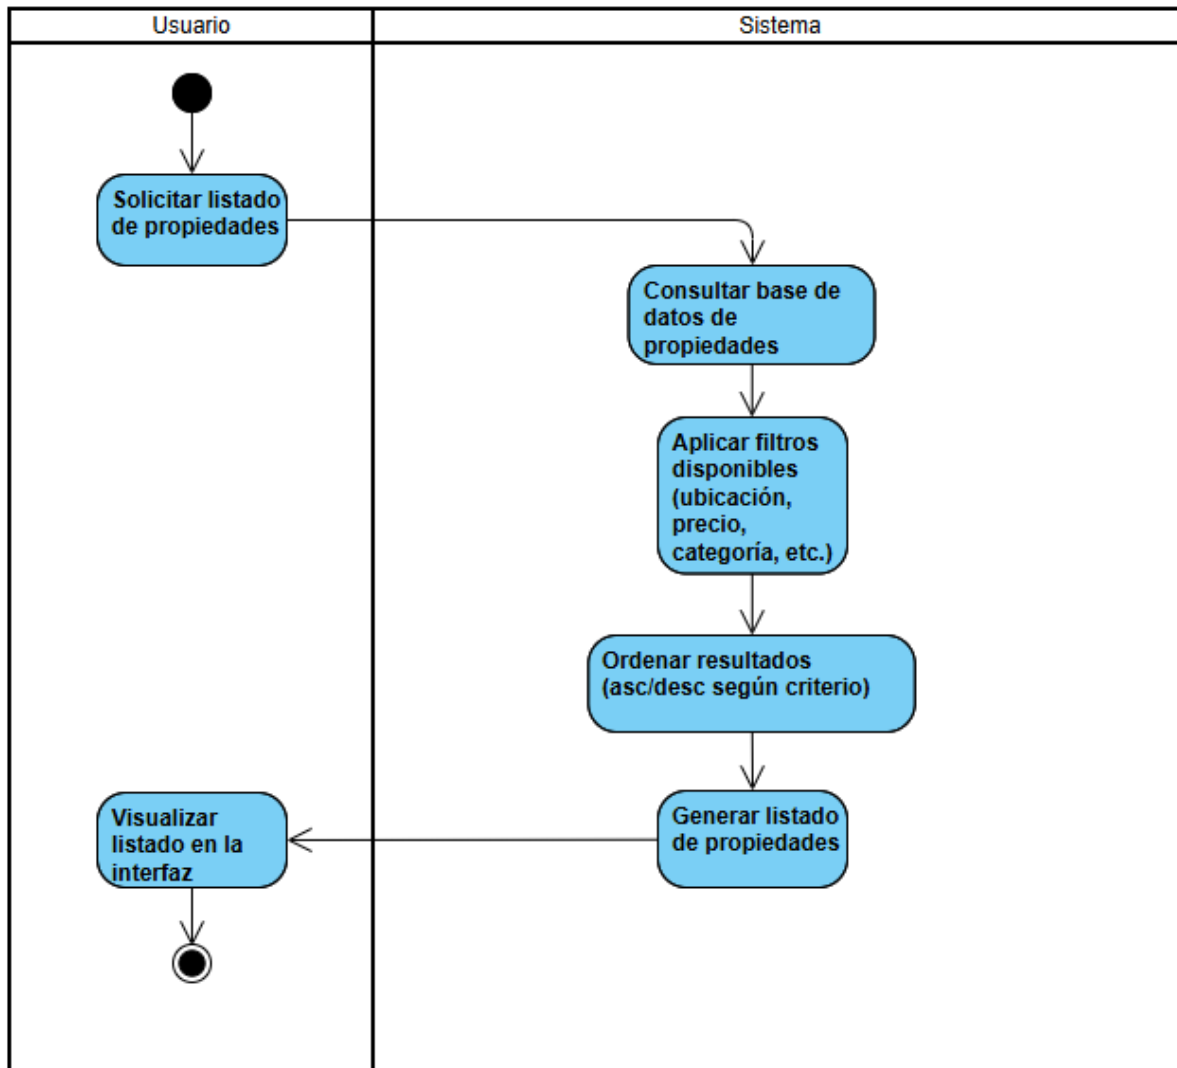 Usuario
Sistema
Solicitar listado
de propiedades
Consultar base de
datos de
propiedades
Aplicar filtros
disponibles
(ubicación,
precio,
categoría, etc.)
Ordenar resultados
(asc/desc según criterio)
Generar listado
de propiedades
Visualizar
listado en la
interfaz